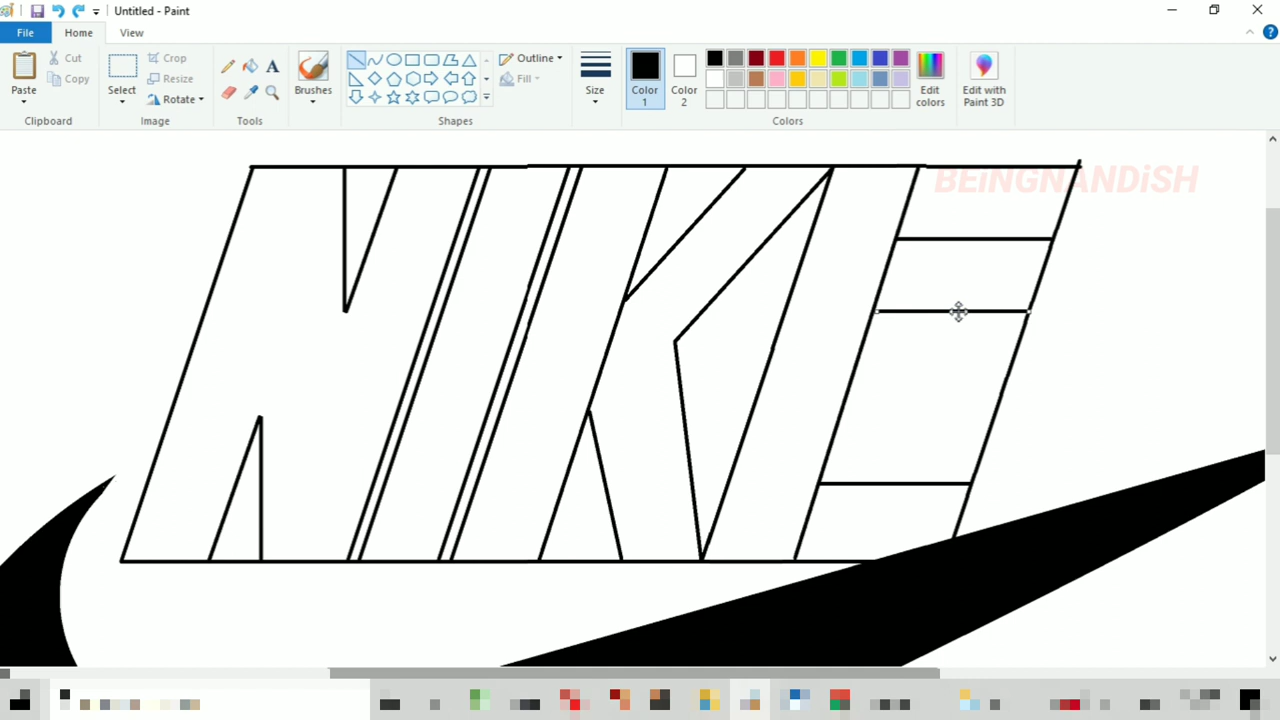 Untitled - Paint
File
Home
View
Paste
Cut
Copy
Clipboard
Select
Crop
Resize
Rotate
Image
Tools
Brushes
Shapes
Outline
Fill
Size
Color 1
Color 2
Edit colors
Colors
Edit with Paint 3D
BEiNGNANDiSH
NIKE